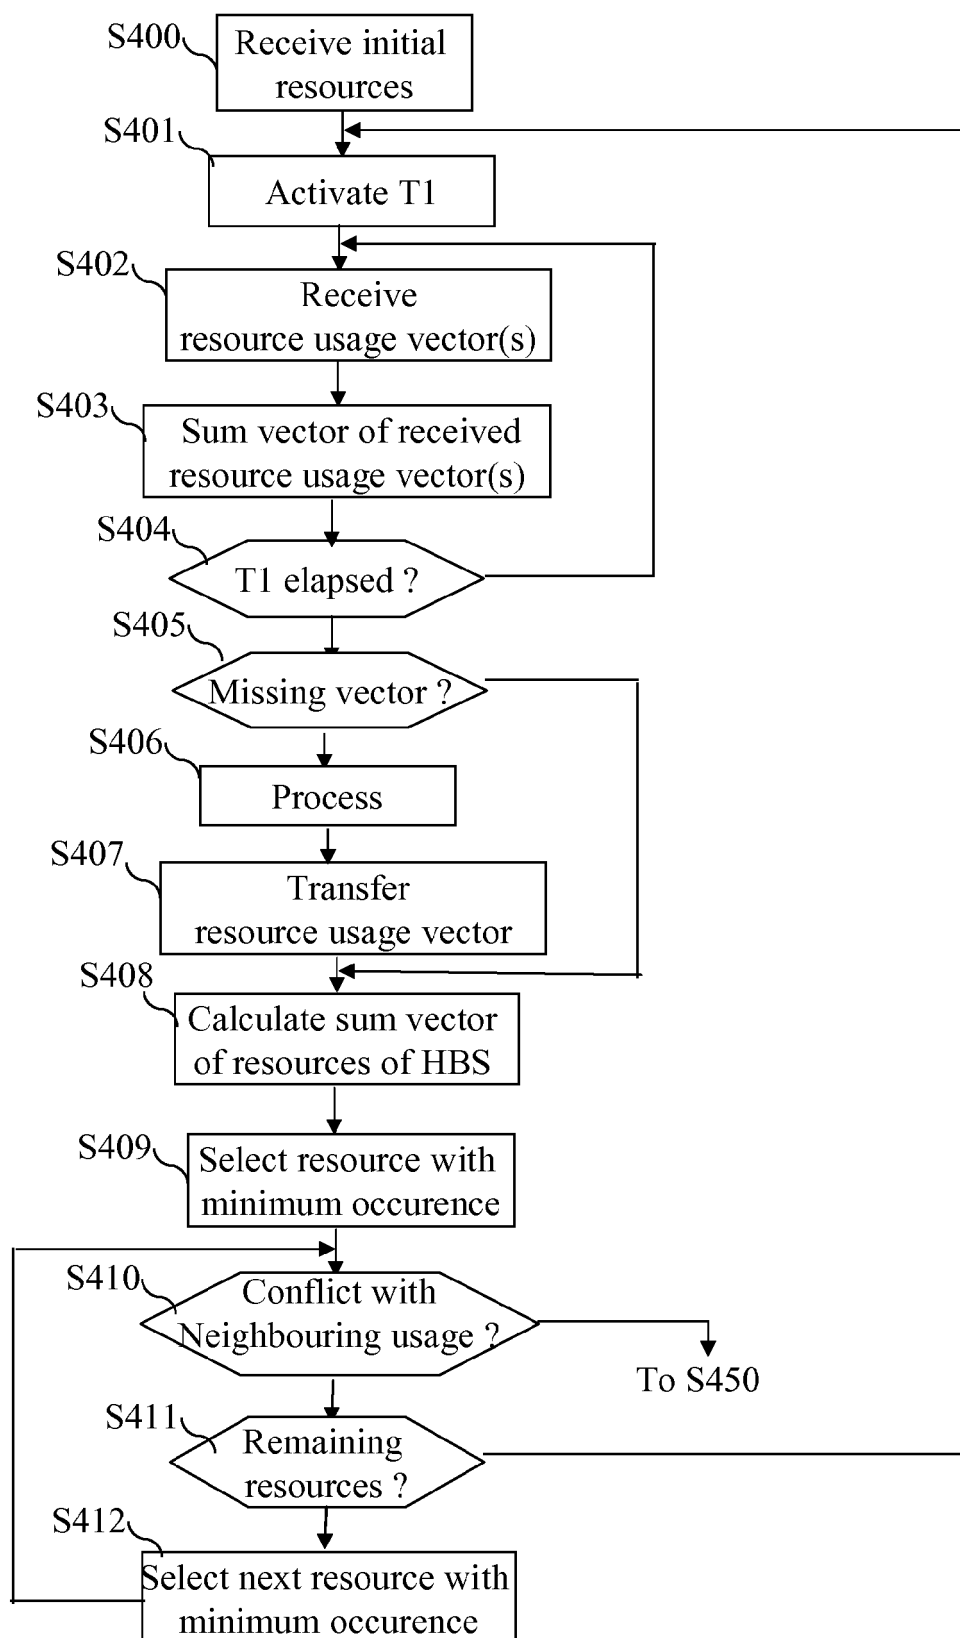 S400
Receive initial
resources
S401
Activate T1
S402
Receive
resource usage vector(s)
S403
Sum vector of received
resource usage vector(s)
S404
T1 elapsed ?
S405
Missing vector ?
S406
Process
S407
Transfer
resource usage vector
S408
Calculate sum vector
of resources of HBS
S409
Select resource with
minimum occurence
S410
Conflict with
Neighbouring usage ?
To S450
S411
Remaining
resources ?
S412
Select next resource with
minimum occurence